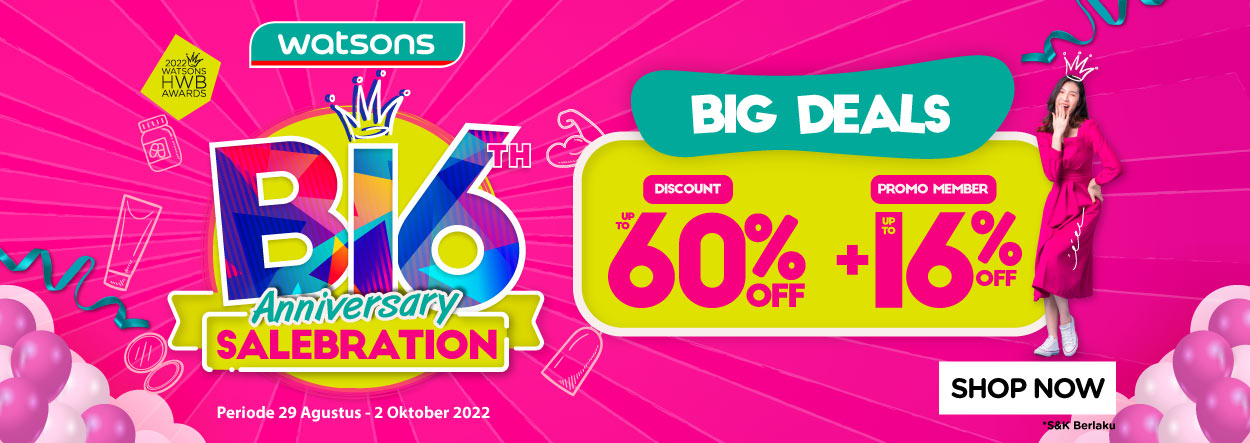 watsons
2022
WATSONS
HWB
AWARDS
B16TH
Anniversary
SALEBRATION
Periode 29 Agustus - 2 Oktober 2022
BIG DEALS
DISCOUNT
UP TO 60% OFF
+
PROMO MEMBER
UP TO 16% OFF
SHOP NOW
*S&K Berlaku